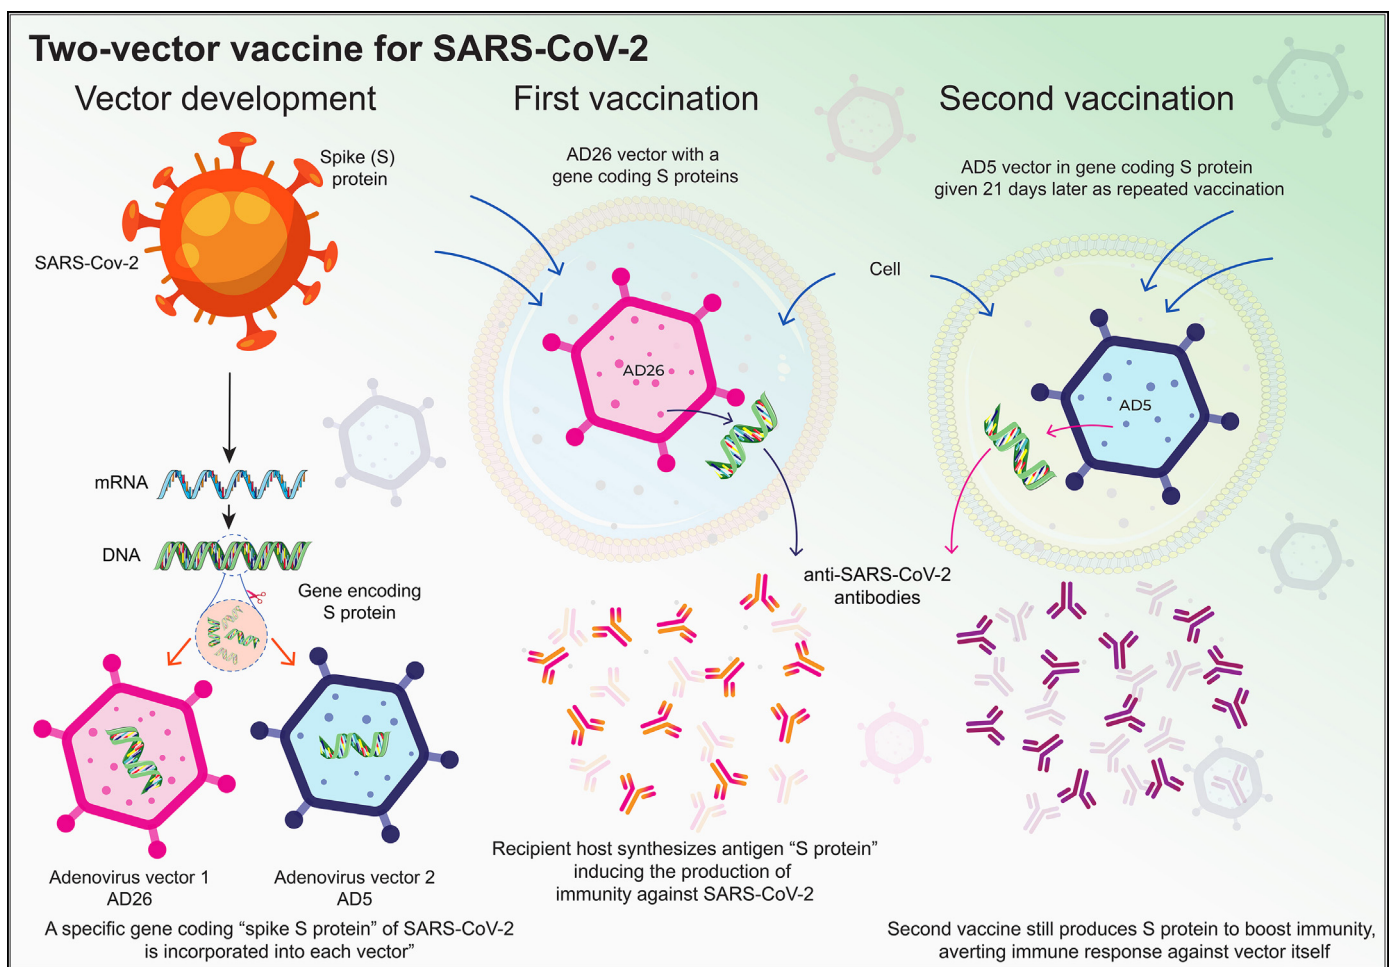 Two-vector vaccine for SARS-CoV-2
Vector development
Spike (S)
protein
SARS-Cov-2
mRNA
DNA
Gene encoding
S protein
Adenovirus vector 1
AD26
Adenovirus vector 2
AD5
A specific gene coding “spike S protein” of SARS-CoV-2
is incorporated into each vector”
First vaccination
AD26 vector with a
gene coding S proteins
Cell
AD26
anti-SARS-CoV-2
antibodies
Recipient host synthesizes antigen “S protein”
inducing the production of
immunity against SARS-CoV-2
Second vaccination
AD5 vector in gene coding S protein
given 21 days later as repeated vaccination
AD5
Second vaccine still produces S protein to boost immunity,
averting immune response against vector itself